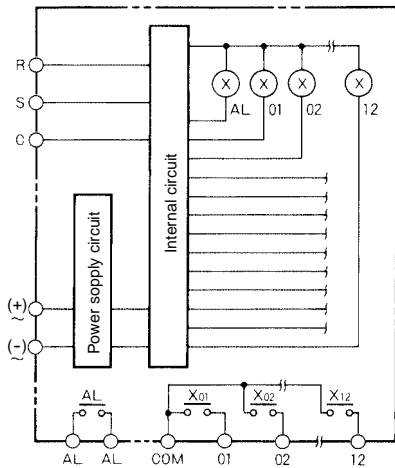 R
S
C
X X X X
AL 01 02 12
Internal circuit
Power sopply circuit
(+)
~
(-)
~
AL X01 X02 X12
AL AL COM 01 02 12